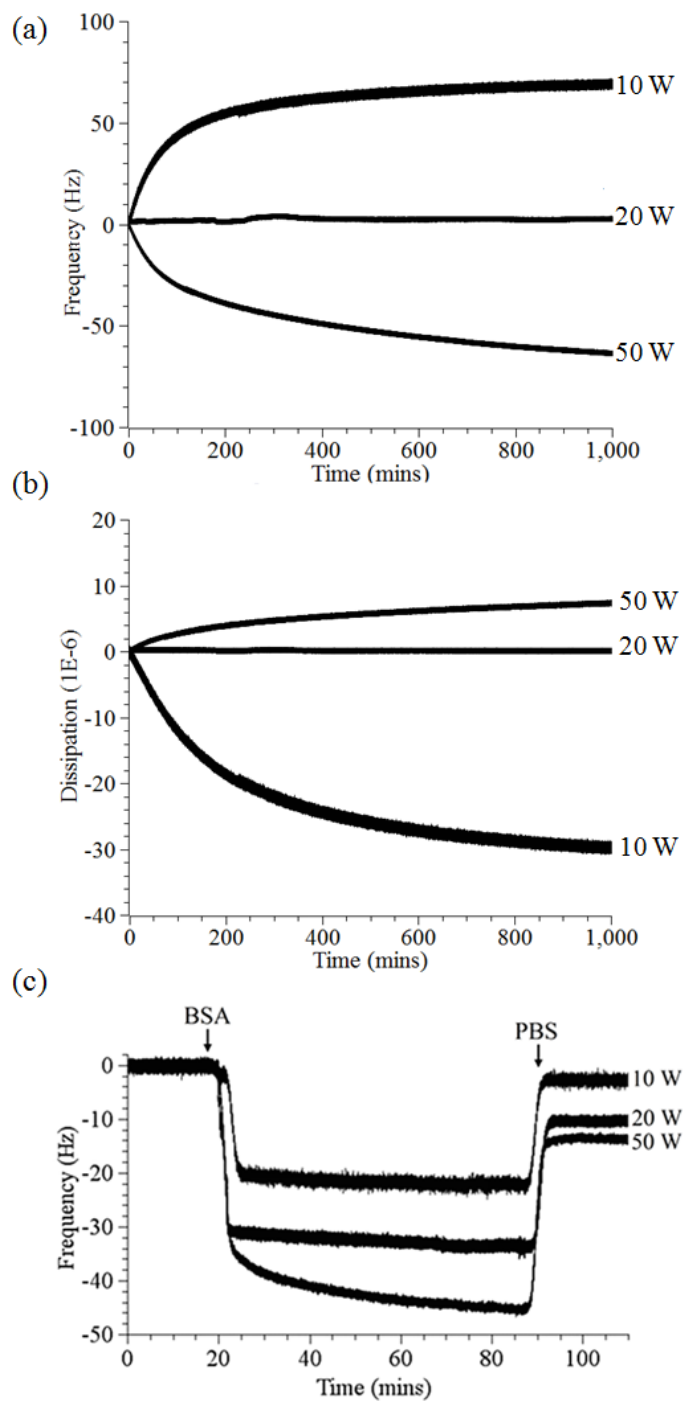 (a)
100
50
0
-50
-100
Frequency (Hz)
10 W
20 W
50 W
0 200 400 600 800 1,000
Time (mins)
(b)
20
10
0
-10
-20
-30
-40
Dissipation (1E-6)
50 W
20 W
10 W
0 200 400 600 800 1,000
Time (mins)
(c)
BSA
PBS
0
-10
-20
-30
-40
-50
Frequency (Hz)
10 W
20 W
50 W
0 20 40 60 80 100
Time (mins)